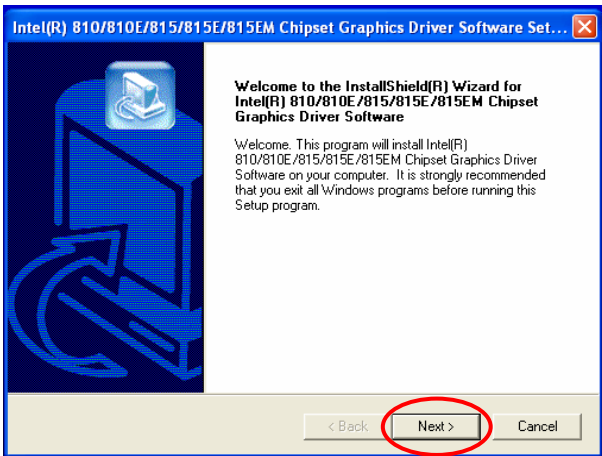 Intel(R) 810/810E/815/815E/815EM Chipset Graphics Driver Software Set...
Welcome to the InstallShield(R) Wizard for
Intel(R) 810/810E/815/815E/815EM Chipset
Graphics Driver Software
Welcome. This program will install Intel(R)
810/810E/815/815E/815EM Chipset Graphics Driver
Software on your computer. It is strongly recommended
that you exit all Windows programs before running this
Setup program.
< Back
Next >
Cancel